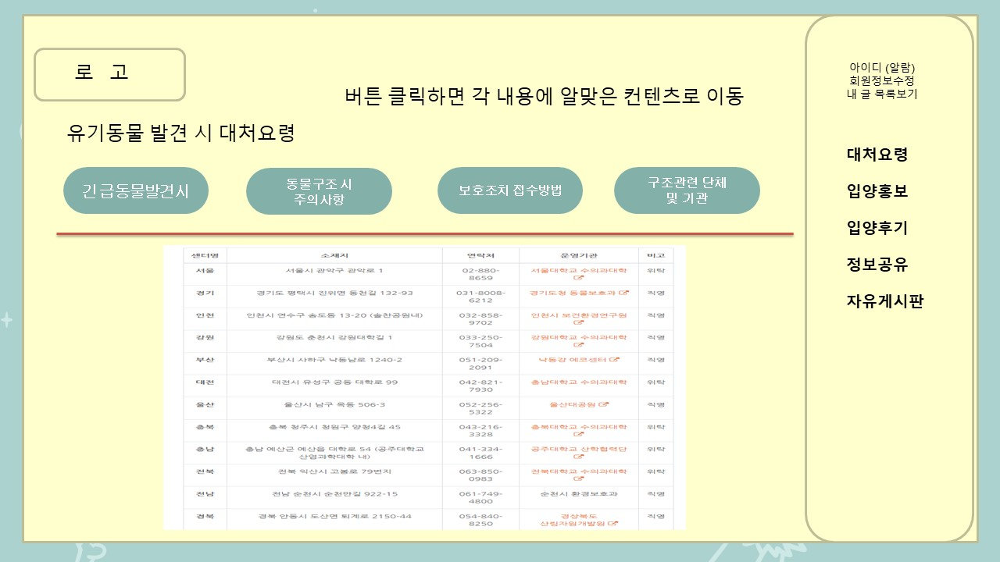 로 고
버튼 클릭하면 각 내용에 알맞은 컨텐츠로 이동
유기동물 발견 시 대처요령
긴급동물발견시
동물구조시
주의사항
보호조치 접수방법
구조관련 단체
및 기관
센터명 소재지 연락처 운영기관 비고
서울 서울시 관악구 관악로 1 02-880-8659 서울대학교 수의과대학 위탁
경기 경기도 평택시 진위면 동천길 132-93 031-8008-6212 경기도청 동물보호과 직영
인천 인천시 연수구 송도동 13-20 (솔찬공원내) 032-858-9702 인천시 보건환경연구원 직영
강원 강원도 춘천시 강원대학길 1 033-250-7504 강원대학교 수의과대학 직영
부산 부산시 사하구 낙동남로 1240-2 051-209-2091 낙동강 에코센터 직영
대전 대전시 유성구 궁동 대학로 99 042-821-7930 충남대학교 수의과대학 위탁
울산 울산시 남구 옥동 506-3 052-256-5322 울산대공원 직영
충북 충북 청주시 청원구 양청4길 45 043-216-3328 충북대학교 수의과대학 위탁
충남 충남 예산군 예산읍 대학로 54 (공주대학교 산업과학대학 내) 041-334-1666 공주대학교 산학협력단 위탁
전북 전북 익산시 고봉로 79번지 063-850-0983 전북대학교 수의과대학 위탁
전남 전남 순천시 순천만길 922-15 061-749-4800 순천시 환경보호과 직영
경북 경북 안동시 도산면 퇴계로 2150-44 054-840-8250 경상북도 산림자원개발원 직영
아이디 (알람)
회원정보수정
내 글 목록보기
대처요령
입양홍보
입양후기
정보공유
자유게시판